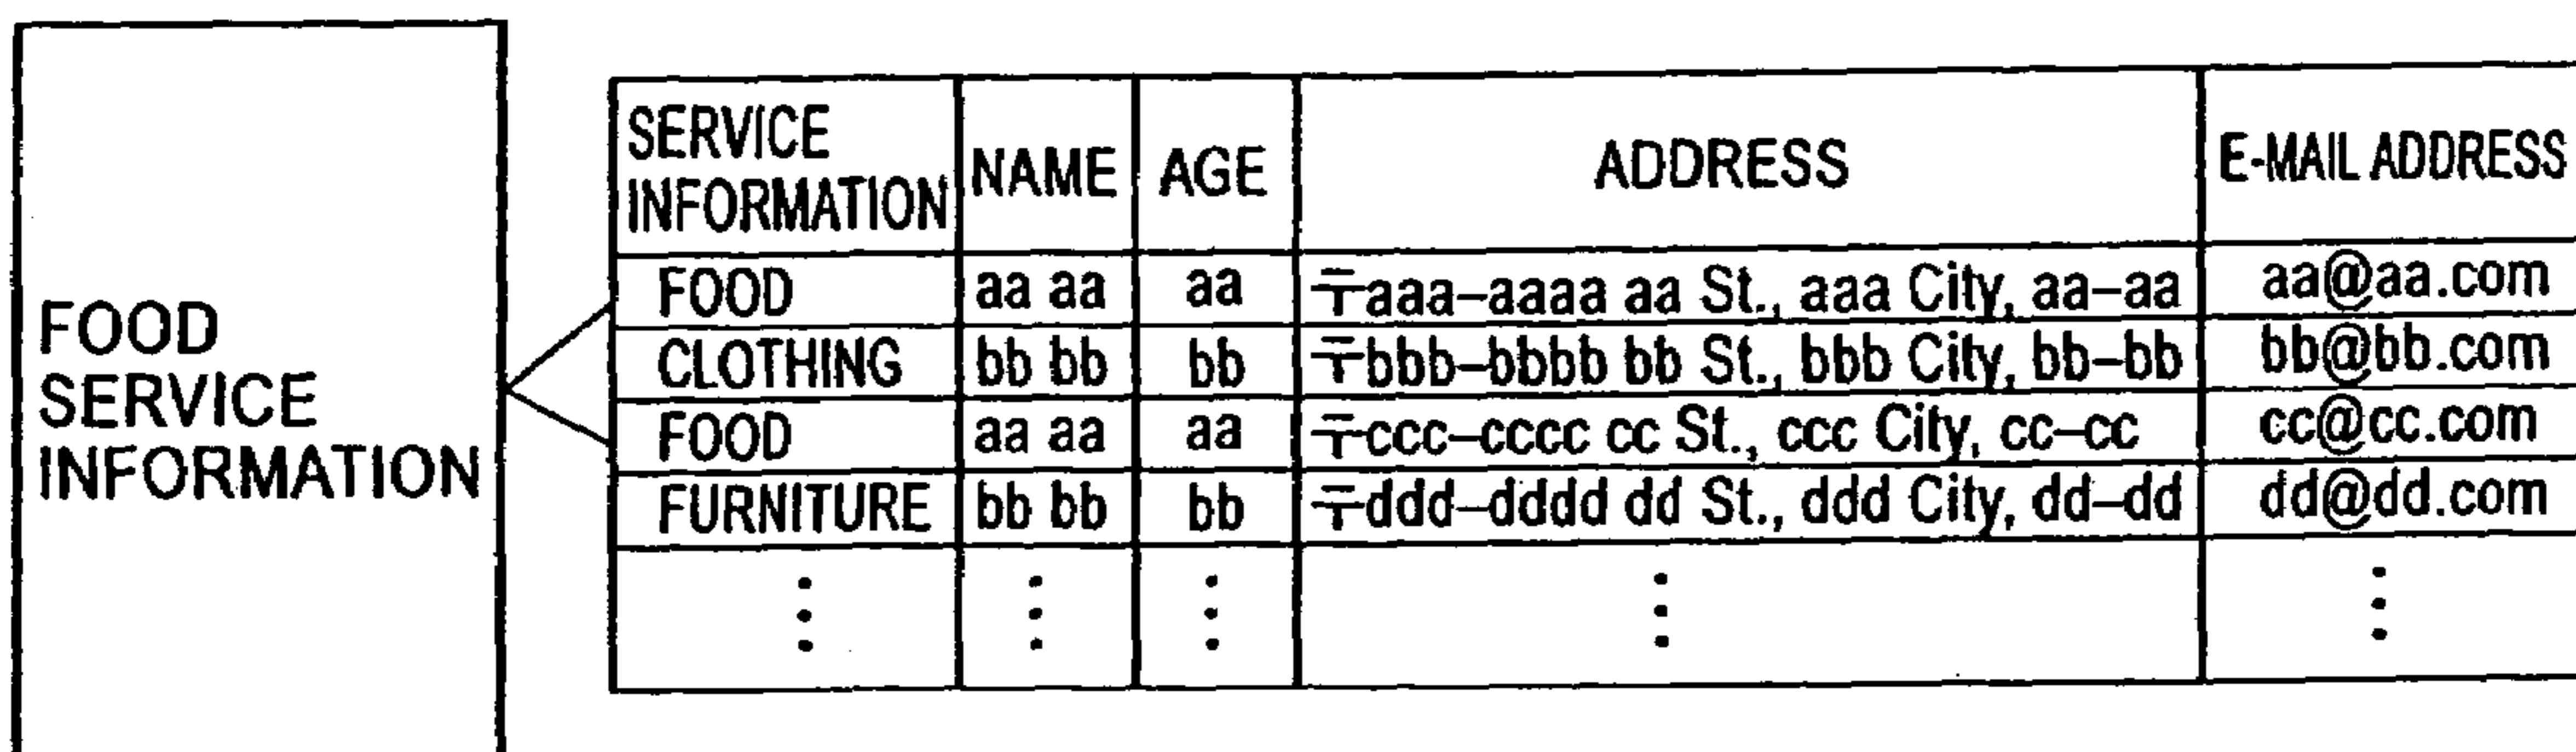 FOOD
SERVICE
INFORMATION
SERVICE
INFORMATION
NAME
AGE
ADDRESS
E-MAIL ADDRESS
FOOD aa aa aa 〒aaa–aaaa aa St., aaa City, aa–aa aa@aa.com
CLOTHING bb bb bb 〒bbb–bbbb bb St., bbb City, bb–bb bb@bb.com
FOOD aa aa aa 〒ccc–cccc cc St., ccc City, cc–cc cc@cc.com
FURNITURE bb bb bb 〒ddd–dddd dd St., ddd City, dd–dd dd@dd.com